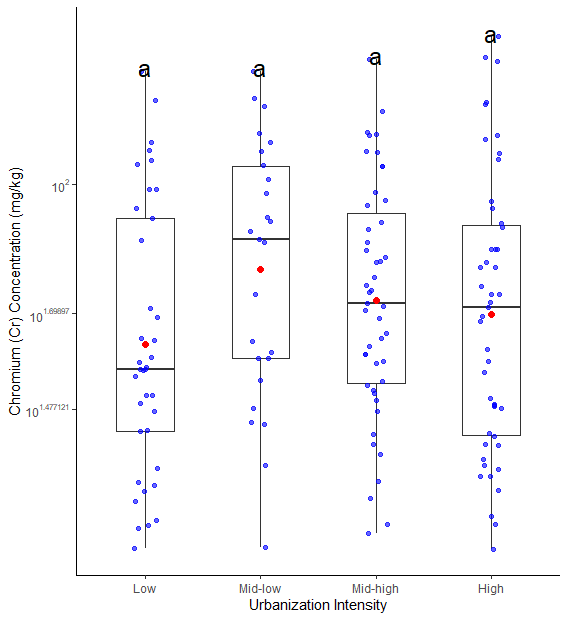 a a a a
Chromium (Cr) Concentration (mg/kg)
10^2
10^1.69897
10^1.477121
Low Mid-low Mid-high High
Urbanization Intensity